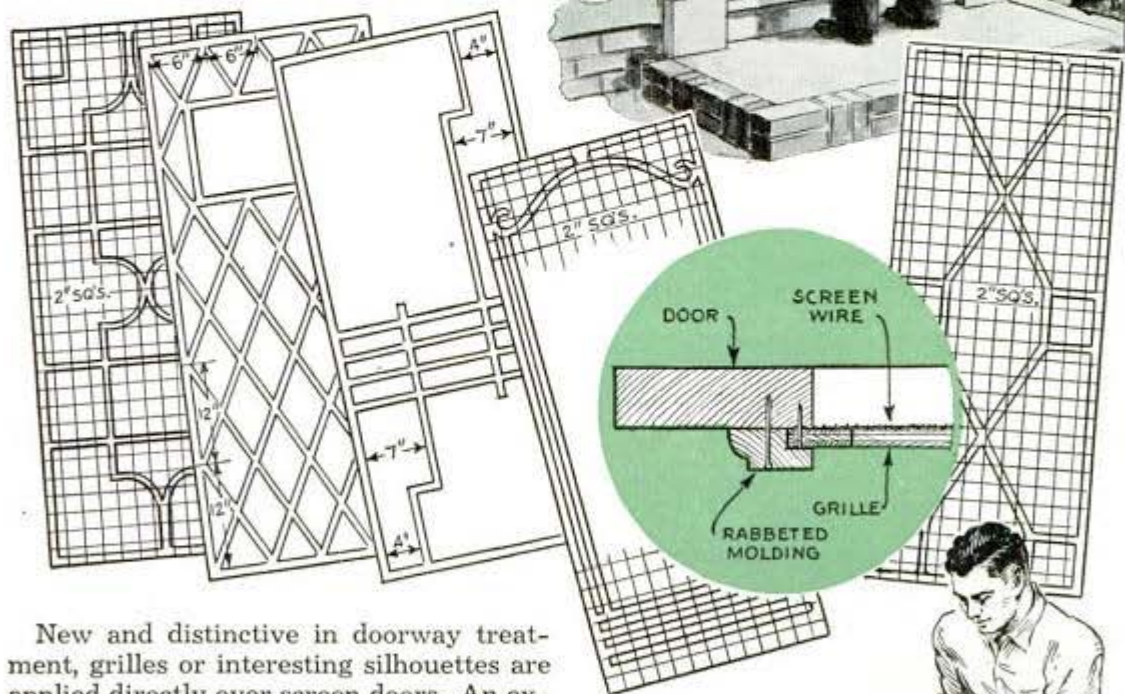 6" 6"
4"
7"
2" SQ'S.
2" SQ'S.
2" SQ'S.
DOOR
SCREEN
WIRE
12"
7"
12"
4"
GRILLE
RABBETED
MOLDING
New and distinctive in doorway treat-
ment, grilles or interesting silhouettes are
applied directly over screen doors. An ex-